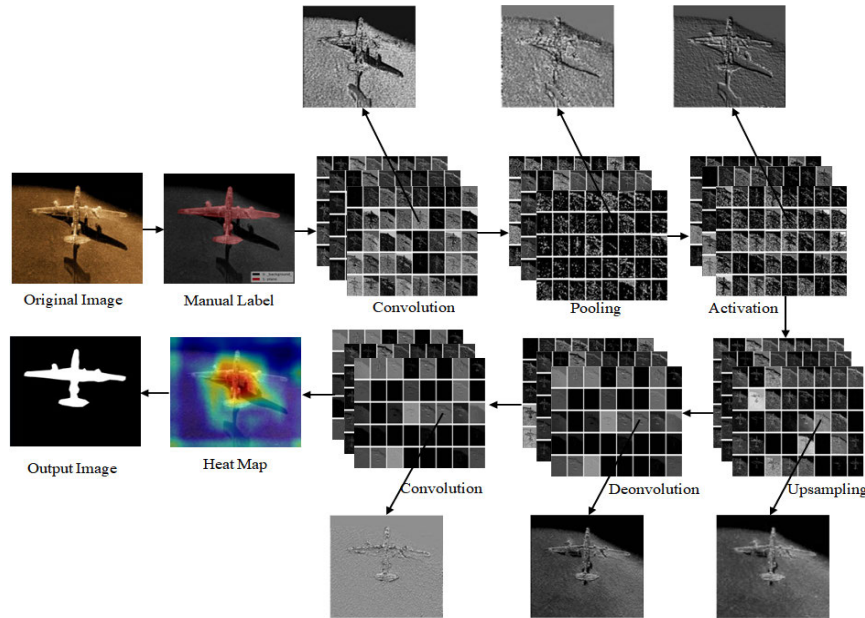 Original Image
Manual Label
Convolution
Pooling
Activation
Output Image
Heat Map
Convolution
Deonvolution
Upsampling